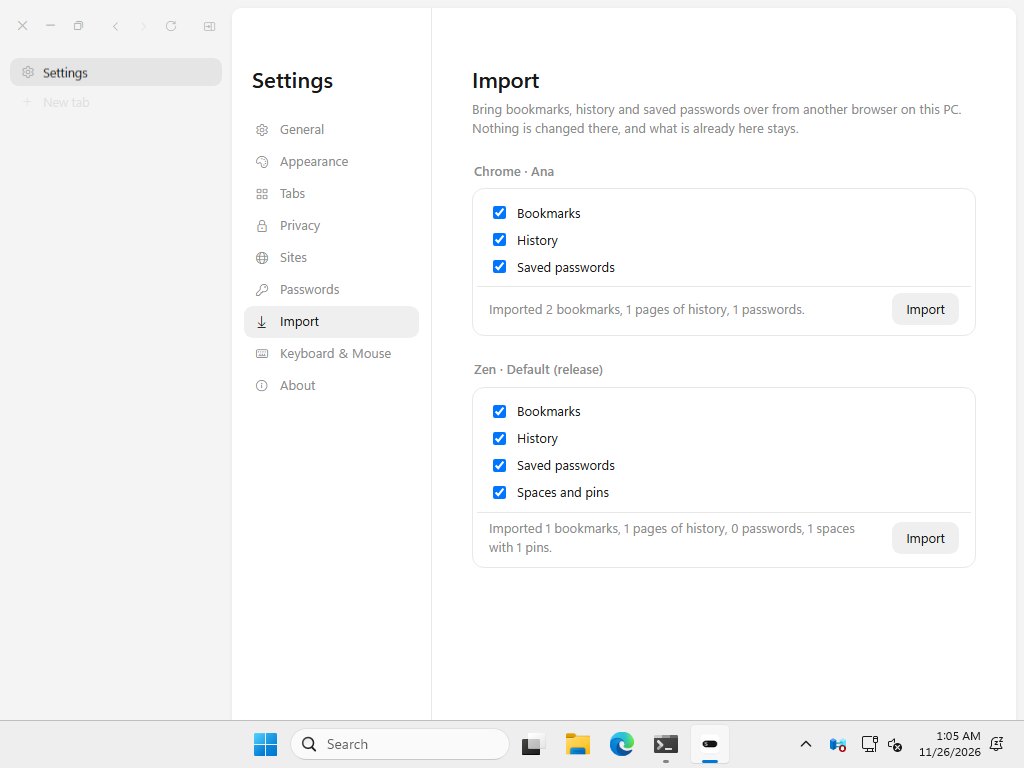 Settings
New tab
Settings
General
Appearance
Tabs
Privacy
Sites
Passwords
Import
Keyboard & Mouse
About
Import
Bring bookmarks, history and saved passwords over from another browser on this PC.
Nothing is changed there, and what is already here stays.
Chrome · Ana
Bookmarks
History
Saved passwords
Imported 2 bookmarks, 1 pages of history, 1 passwords.
Import
Zen · Default (release)
Bookmarks
History
Saved passwords
Spaces and pins
Imported 1 bookmarks, 1 pages of history, 0 passwords, 1 spaces
with 1 pins.
Import
Search
1:05 AM
11/26/2026